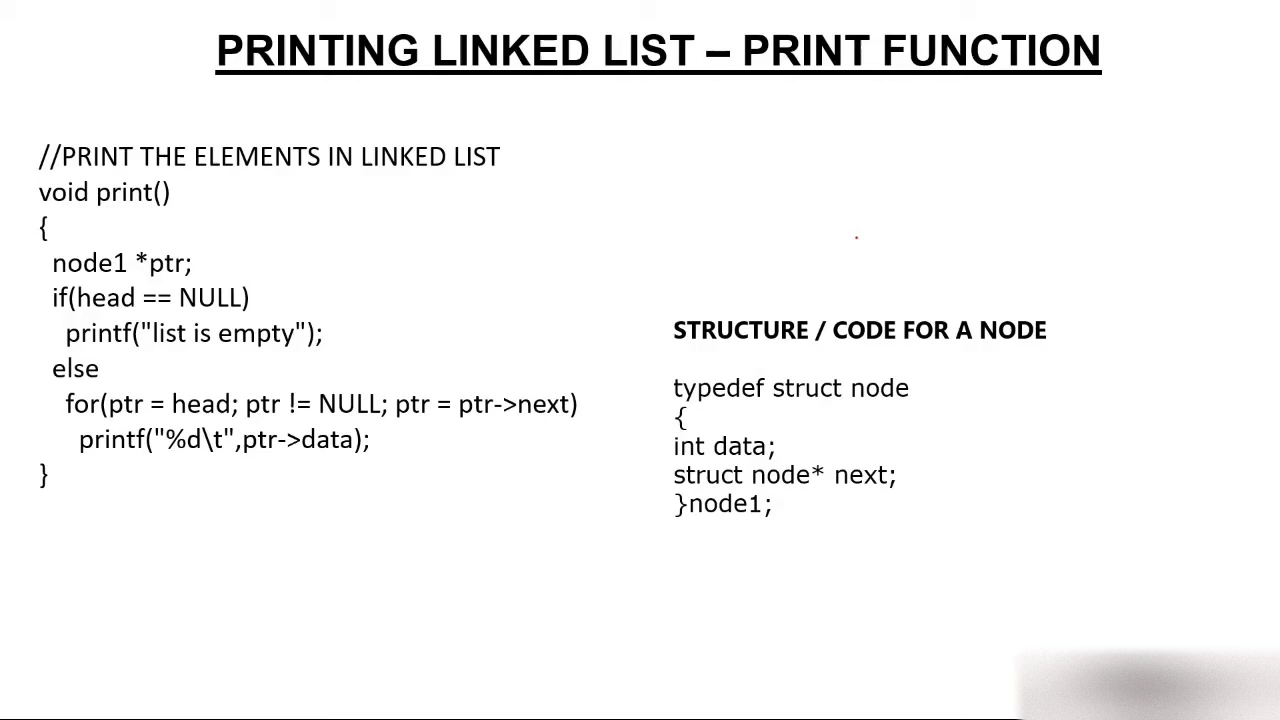 PRINTING LINKED LIST – PRINT FUNCTION
//PRINT THE ELEMENTS IN LINKED LIST
void print()
{
node1 *ptr;
if(head == NULL)
printf("list is empty");
else
for(ptr = head; ptr != NULL; ptr = ptr->next)
printf("%d\t",ptr->data);
}
STRUCTURE / CODE FOR A NODE
typedef struct node
{
int data;
struct node* next;
}node1;